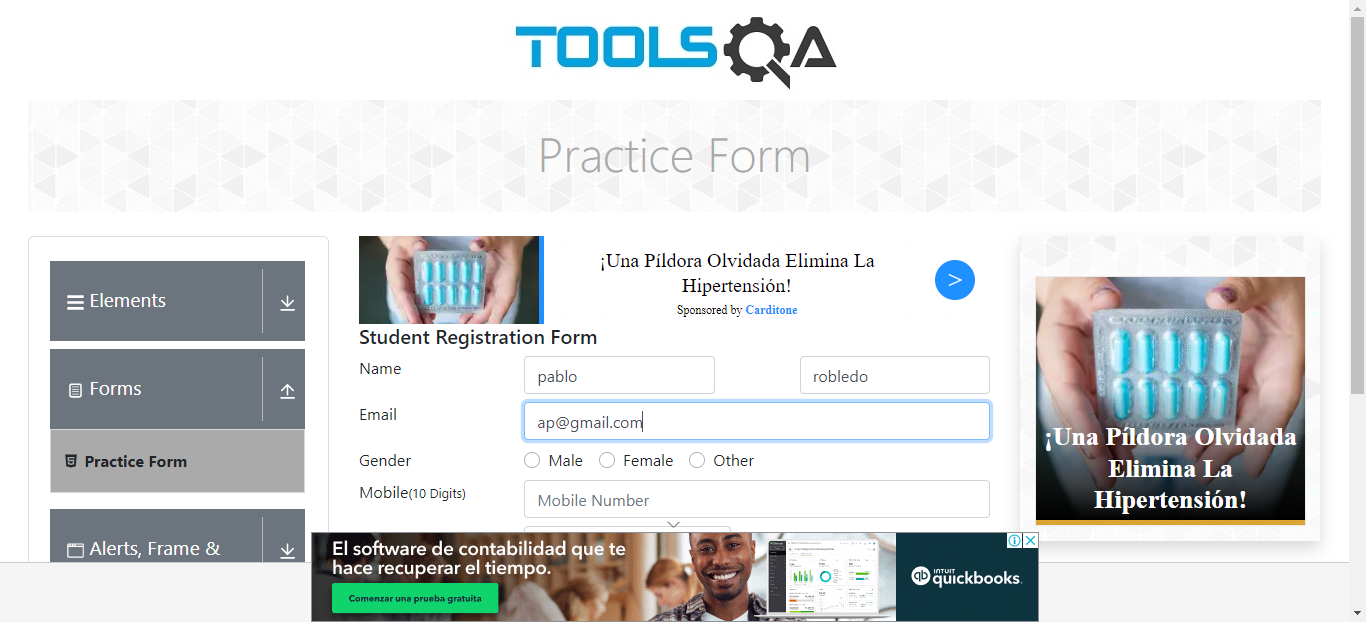 TOOLSQA
Practice Form
Elements
Forms
Practice Form
Alerts, Frame &
¡Una Píldora Olvidada Elimina La
Hipertensión!
Sponsored by Carditone
>
Student Registration Form
Name
pablo
robledo
Email
ap@gmail.com
Gender
Male
Female
Other
Mobile(10 Digits)
Mobile Number
¡Una Píldora Olvidada
Elimina La
Hipertensión!
El software de contabilidad que te
hace recuperar el tiempo.
Comenzar una prueba gratuita
INTUIT
quickbooks.